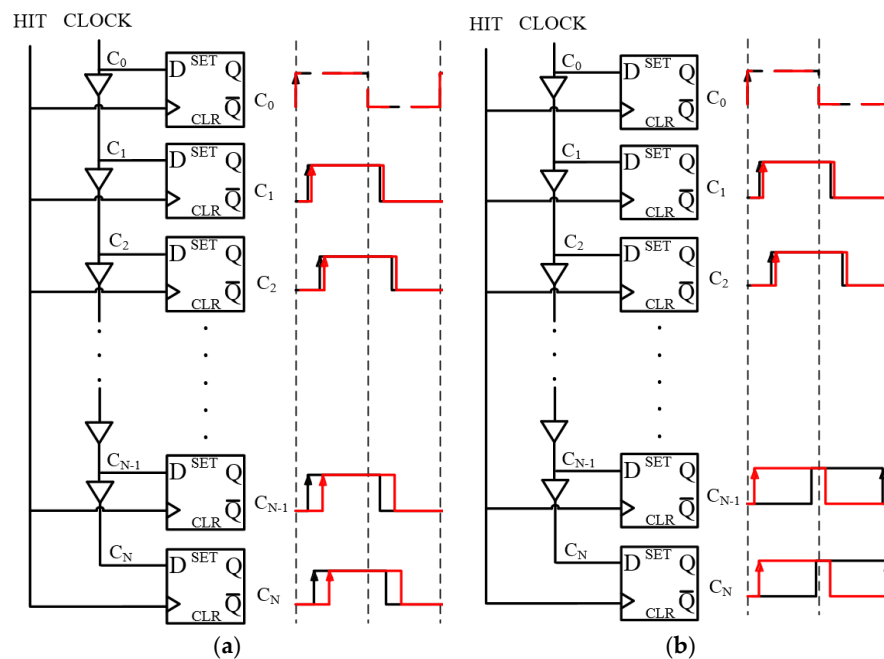 HIT CLOCK
C0
D SET Q
Q̅
CLR
C0
C1
D SET Q
Q̅
CLR
C1
C2
D SET Q
Q̅
CLR
C2
CN-1
D SET Q
Q̅
CLR
CN-1
CN
D SET Q
Q̅
CLR
CN
(a)
HIT CLOCK
C0
D SET Q
Q̅
CLR
C0
C1
D SET Q
Q̅
CLR
C1
C2
D SET Q
Q̅
CLR
C2
CN-1
D SET Q
Q̅
CLR
CN-1
CN
D SET Q
Q̅
CLR
CN
(b)